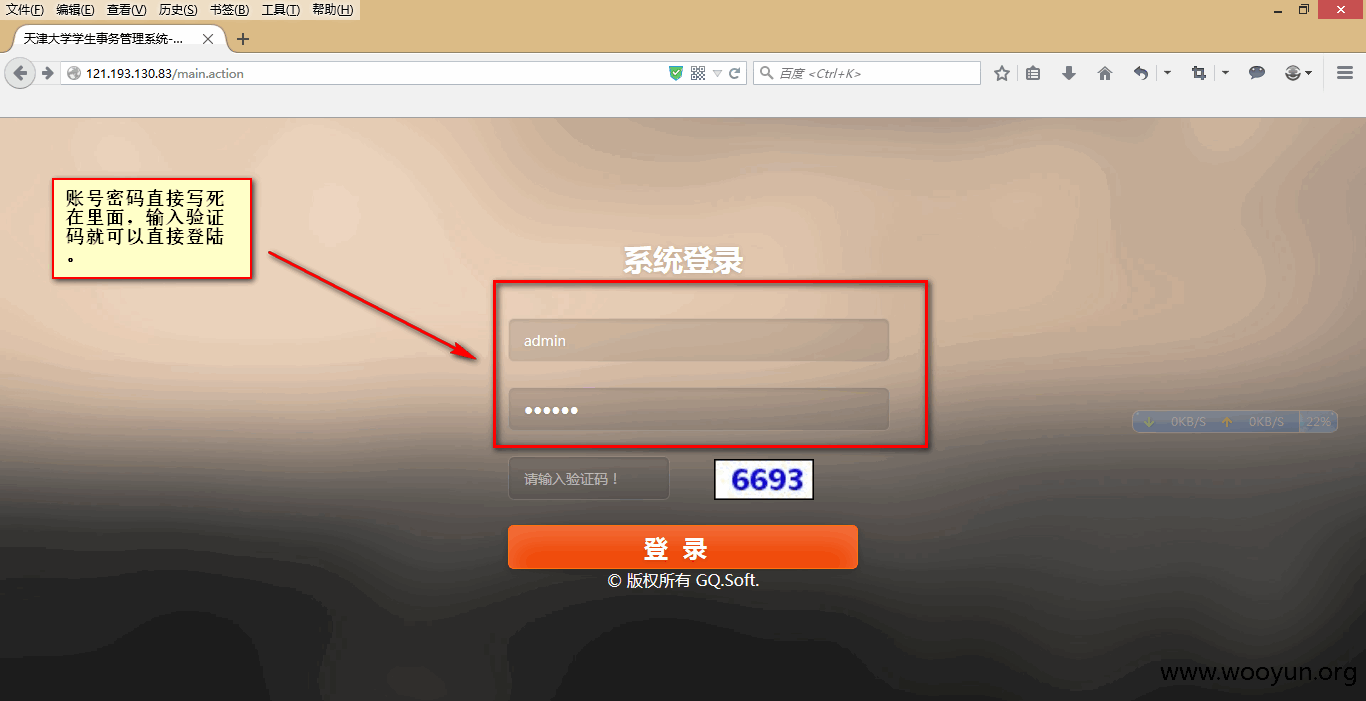 文件(F) 编辑(E) 查看(V) 历史(S) 书签(B) 工具(T) 帮助(H)
天津大学学生事务管理系统-...
121.193.130.83/main.action
百度 <Ctrl+K>
账号密码直接写死
在里面，输入验证
码就可以直接登陆
。
系统登录
admin
••••••
0KB/S 0KB/S 22%
请输入验证码！
6693
登 录
© 版权所有 GQ.Soft.
www.wooyun.org